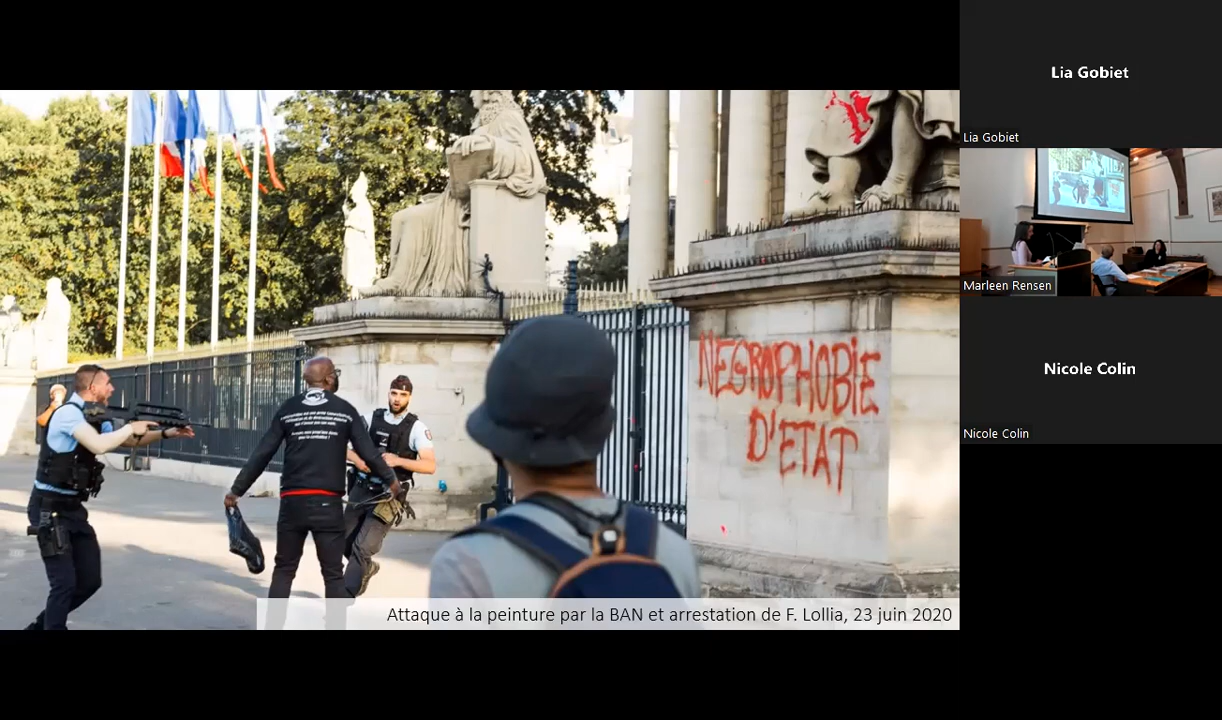 Lia Gobiet
Lia Gobiet
Marleen Rensen
Nicole Colin
Nicole Colin
NEGROPHOBIE
D'ETAT
Attaque à la peinture par la BAN et arrestation de F. Lollia, 23 juin 2020